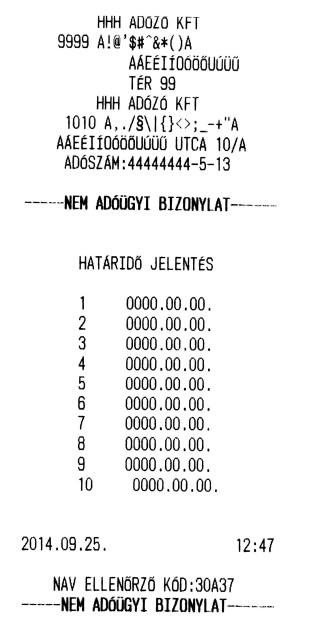 HHH ADÓZÓ KFT
9999 A!@'$#ˆ&*()A
AÁEÉIÍOÓÖŐUÚÜŰ
TÉR 99
HHH ADÓZÓ KFT
1010 A,./§\|{}<>;_-+"A
AÁEÉIÍOÓÖŐUÚÜŰ UTCA 10/A
ADÓSZÁM:44444444-5-13
------NEM ADÓÜGYI BIZONYLAT------
HATÁRIDŐ JELENTÉS
1 0000.00.00.
2 0000.00.00.
3 0000.00.00.
4 0000.00.00.
5 0000.00.00.
6 0000.00.00.
7 0000.00.00.
8 0000.00.00.
9 0000.00.00.
10 0000.00.00.
2014.09.25. 12:47
NAV ELLENŐRZŐ KÓD:30A37
------NEM ADÓÜGYI BIZONYLAT------